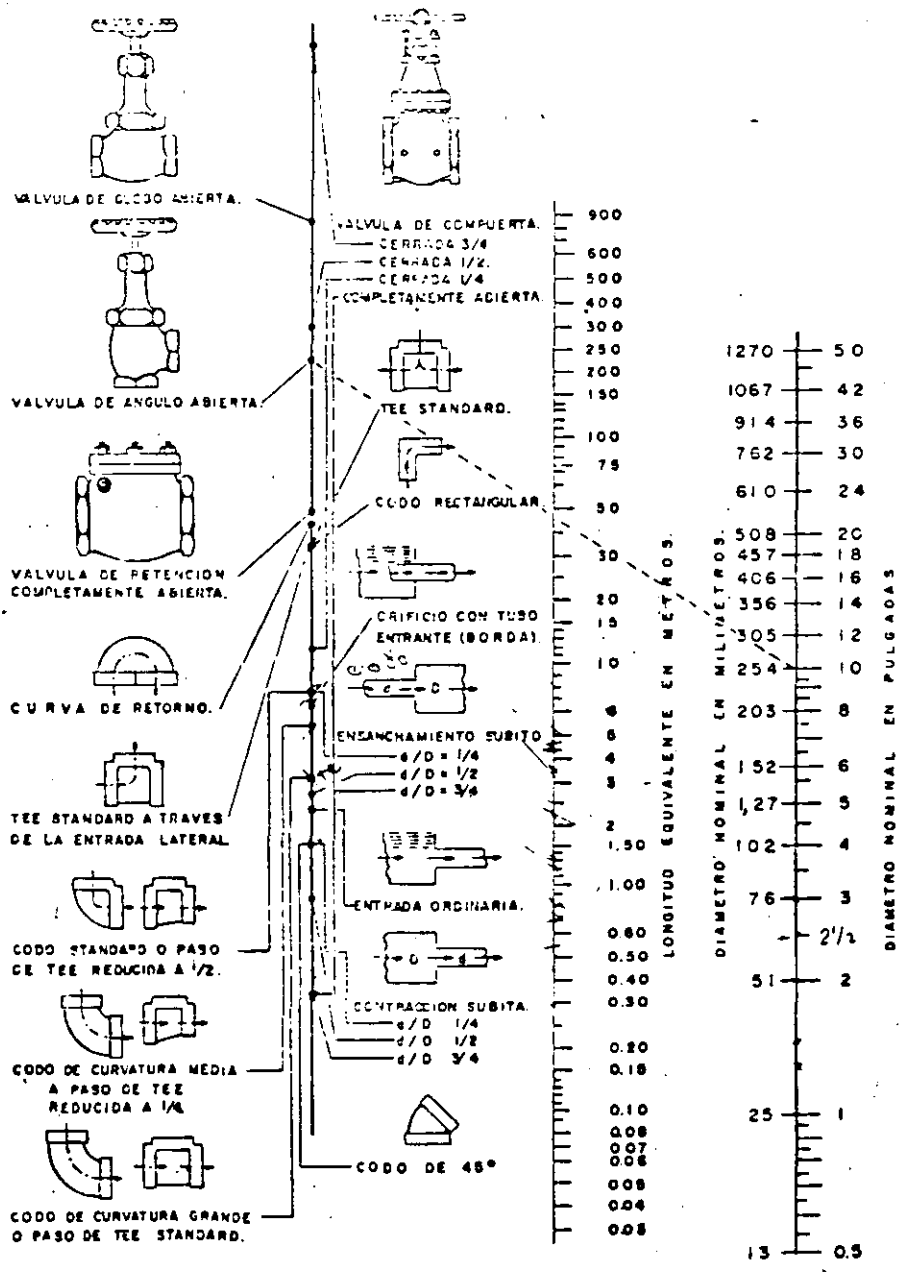 VALVULA DE GLOBO ABIERTA.
VALVULA DE ANGULO ABIERTA.
VALVULA DE RETENCION
COMPLETAMENTE ABIERTA.
CURVA DE RETORNO.
TEE STANDARD A TRAVES
DE LA ENTRADA LATERAL
CODO STANDARD O PASO
DE TEE REDUCIDA A 1/2.
CODO DE CURVATURA MEDIA
A PASO DE TEE
REDUCIDA A 1/4.
CODO DE CURVATURA GRANDE
O PASO DE TEE STANDARD.
VALVULA DE COMPUERTA.
CERRADA 3/4
CERRADA 1/2.
CERRADA 1/4
COMPLETAMENTE ABIERTA.
TEE STANDARD.
CODO RECTANGULAR.
ORIFICIO CON TUBO
ENTRANTE (BORDA).
d D
ENSANCHAMIENTO SUBITO
d/D = 1/4
d/D = 1/2
d/D = 3/4
ENTRADA ORDINARIA.
D d
CONTRACCION SUBITA.
d/D 1/4
d/D 1/2
d/D 3/4
CODO DE 45°
900
600
500
400
300
250
200
150
100
75
50
30
20
15
10
5
4
3
2
1.50
1.00
0.60
0.50
0.40
0.30
0.20
0.15
0.10
0.08
0.07
0.06
0.05
0.04
0.03
LONGITUD EQUIVALENTE EN METROS.
1270 50
1067 42
914 36
762 30
610 24
508 20
457 18
406 16
356 14
305 12
254 10
203 8
152 6
1,27 5
102 4
76 3
2 1/2
51 2
25 1
13 0.5
DIAMETRO NOMINAL EN MILIMETROS.
DIAMETRO NOMINAL EN PULGADAS